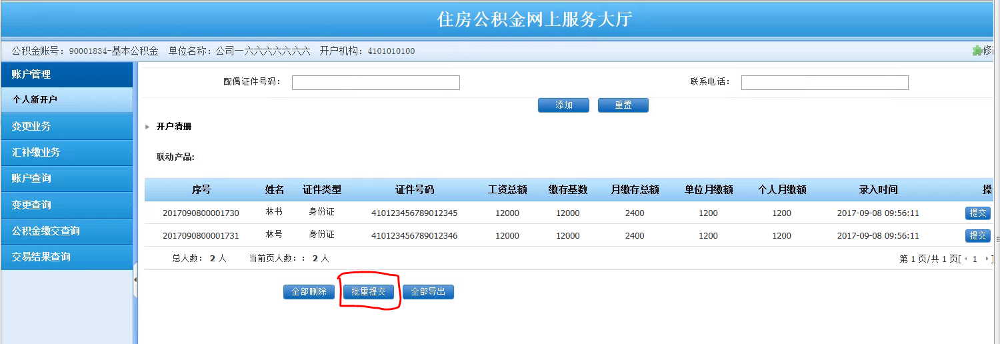 住房公积金网上服务大厅
公积金账号：90001834-基本公积金 单位名称：公司一六六六六六六六 开户机构：4101010100
账户管理
个人新开户
变更业务
汇补缴业务
账户查询
变更查询
公积金缴交查询
交易结果查询
配偶证件号码： 联系电话：
添加 重置
开户清册
联动产品:
序号 姓名 证件类型 证件号码 工资总额 缴存基数 月缴存总额 单位月缴额 个人月缴额 录入时间
2017090800001730 林书 身份证 410123456789012345 12000 12000 2400 1200 1200 2017-09-08 09:56:11 提交
2017090800001731 林号 身份证 410123456789012346 12000 12000 2400 1200 1200 2017-09-08 09:56:11 提交
总人数： 2 人 当前页人数：： 2 人 第 1 页/共 1 页[ 1 ]
全部删除 批量提交 全部导出